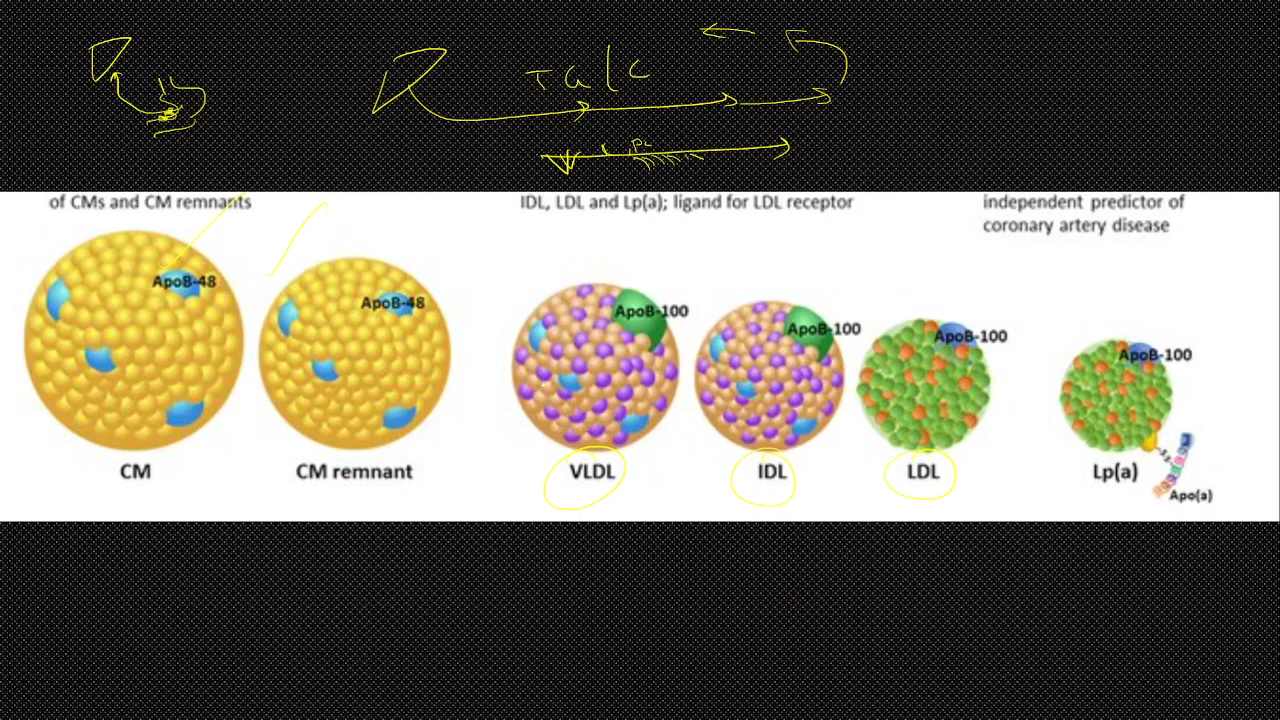 of CMs and CM remnants
IDL, LDL and Lp(a); ligand for LDL receptor
independent predictor of
coronary artery disease
ApoB-48
ApoB-48
ApoB-100
ApoB-100
ApoB-100
ApoB-100
CM
CM remnant
VLDL
IDL
LDL
Lp(a)
Apo(a)